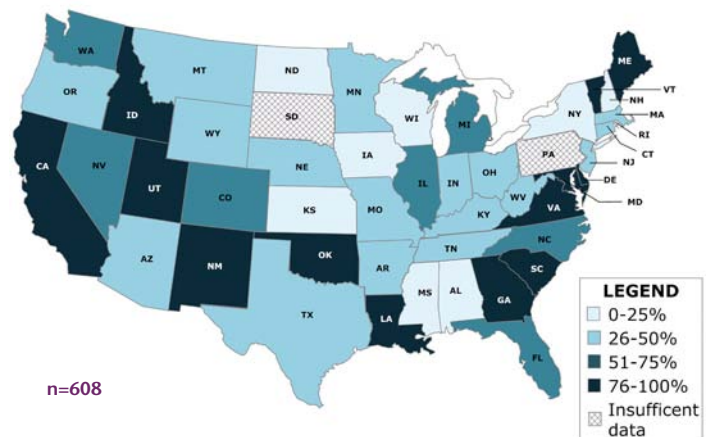 WA
MT
ND
MN
ME
VT
NH
OR
ID
WY
SD
WI
MI
NY
MA
RI
CT
NV
UT
CO
NE
IA
IL
IN
OH
PA
NJ
DE
MD
CA
KS
MO
KY
WV
VA
AZ
NM
OK
AR
TN
NC
SC
TX
LA
MS
AL
GA
FL
n=608
LEGEND
0-25%
26-50%
51-75%
76-100%
Insufficent
data